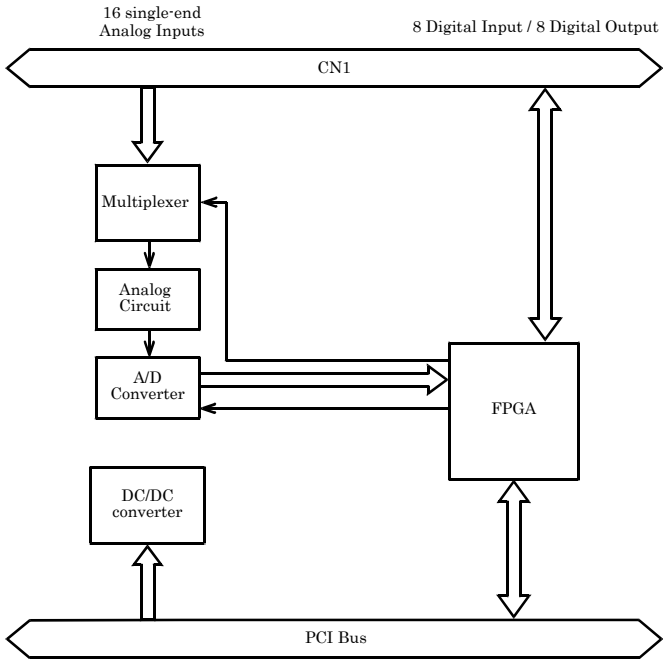 16 single-end
Analog Inputs
8 Digital Input / 8 Digital Output
CN1
Multiplexer
Analog
Circuit
A/D
Converter
FPGA
DC/DC
converter
PCI Bus